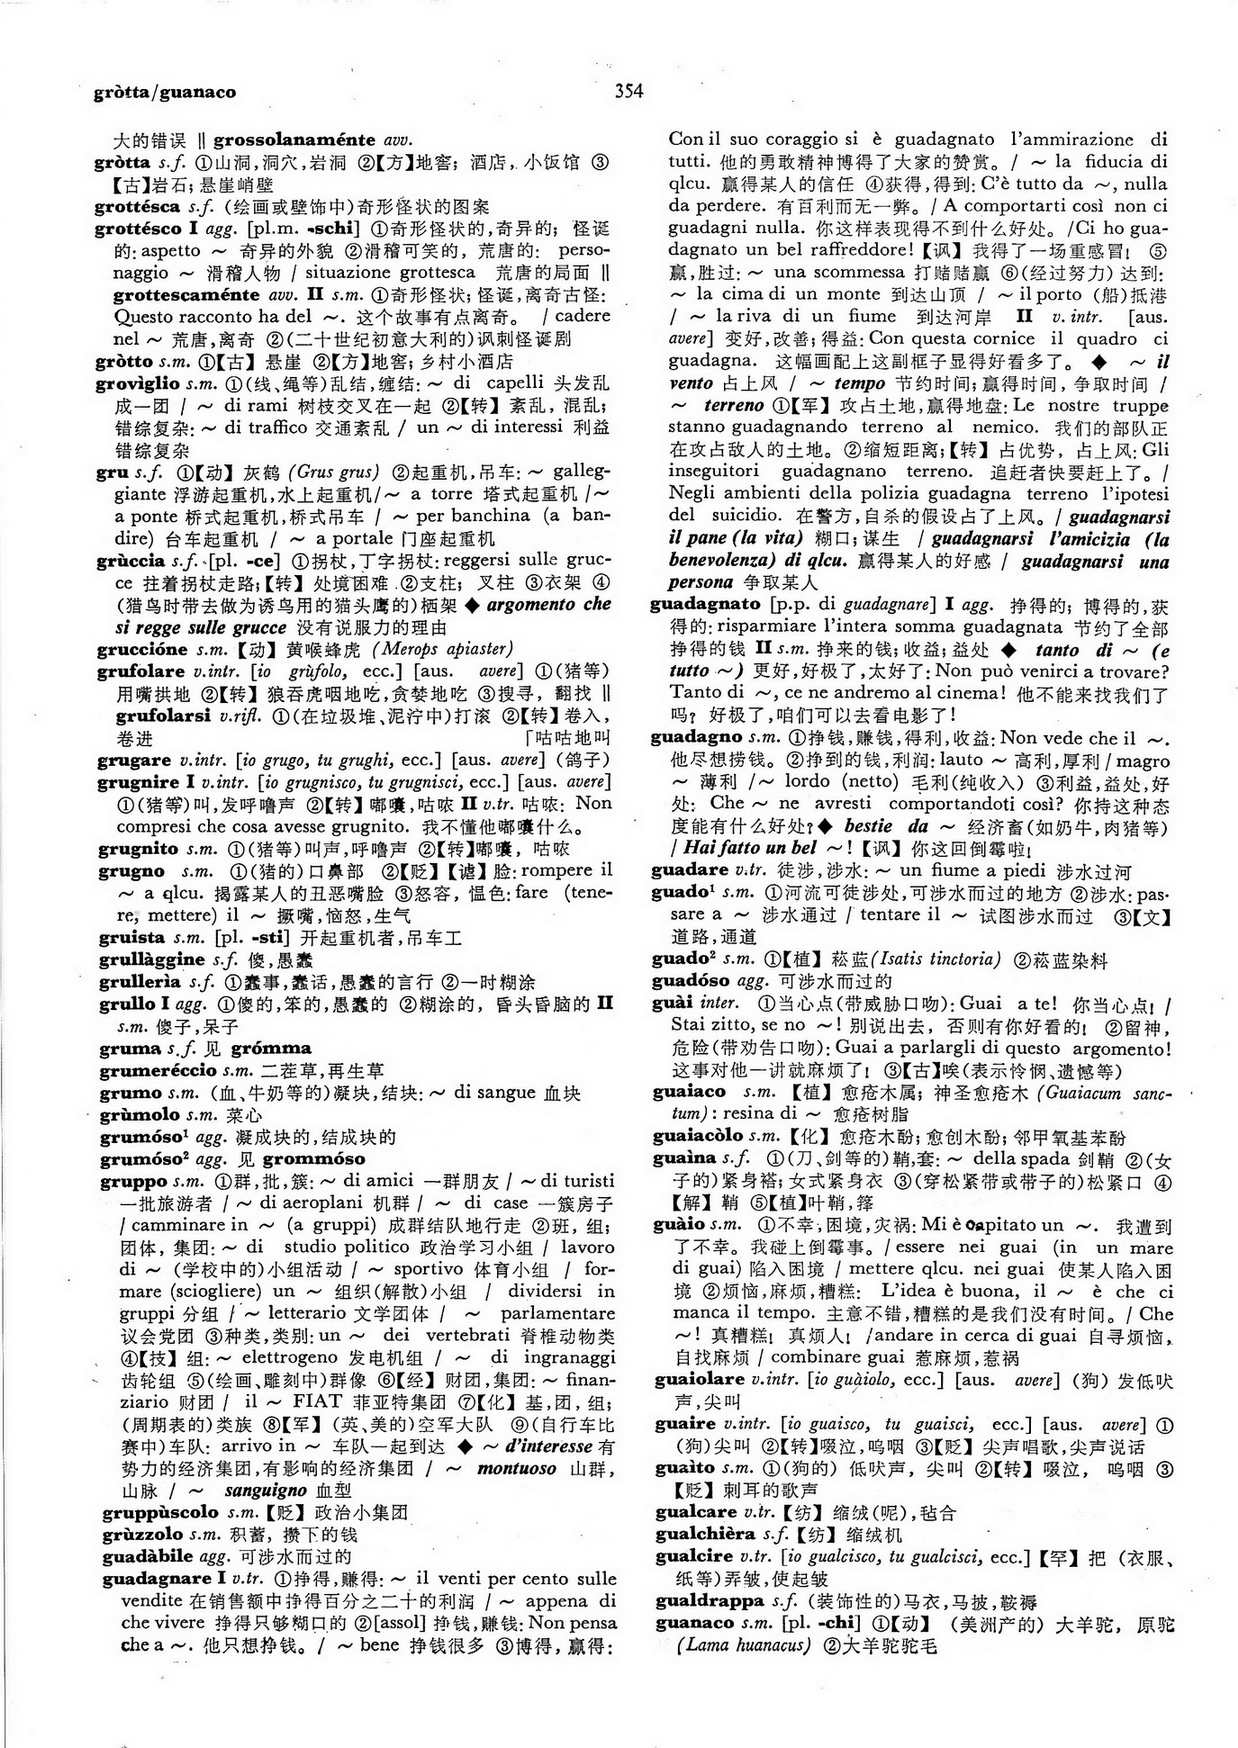 gròtta/guanaco
354
大的错误 ‖ grossolanaménte avv.
gròtta s.f. ①山洞,洞穴,岩洞 ②【方】地窖; 酒店, 小饭馆 ③
【古】岩石; 悬崖峭壁
grottésca s.f. (绘画或壁饰中)奇形怪状的图案
grottésco I agg. [pl.m. -schi] ①奇形怪状的,奇异的; 怪诞
的: aspetto ～ 奇异的外貌 ②滑稽可笑的, 荒唐的: perso-
naggio ～ 滑稽人物 / situazione grottesca 荒唐的局面 ‖
grottescaménte avv. II s.m. ①奇形怪状; 怪诞,离奇古怪:
Questo racconto ha del ～. 这个故事有点离奇。 / cadere
nel ～ 荒唐,离奇 ②(二十世纪初意大利的)讽刺怪诞剧
gròtto s.m. ①【古】 悬崖 ②【方】地窖; 乡村小酒店
grovìglio s.m. ①(线、绳等)乱结,缠结: ～ di capelli 头发乱
成一团 / ～ di rami 树枝交叉在一起 ②【转】 紊乱, 混乱;
错综复杂: ～ di traffico 交通紊乱 / un ～ di interessi 利益
错综复杂
gru s.f. ①【动】 灰鹤 (Grus grus) ②起重机,吊车: ～ galleg-
giante 浮游起重机,水上起重机/～ a torre 塔式起重机 /～
a ponte 桥式起重机,桥式吊车 / ～ per banchina (a ban-
dire) 台车起重机 / ～ a portale 门座起重机
grùccia s.f. [pl. -ce] ①拐杖,丁字拐杖: reggersi sulle gruc-
ce 拄着拐杖走路;【转】 处境困难 ②支柱; 叉柱 ③衣架 ④
(猎鸟时带去做为诱鸟用的猫头鹰的)栖架 ◆ argomento che
si regge sulle grucce 没有说服力的理由
gruccióne s.m. 【动】 黄喉蜂虎 (Merops apiaster)
grufolare v.intr. [io grùfolo, ecc.] [aus. avere] ①(猪等)
用嘴拱地 ②【转】 狼吞虎咽地吃,贪婪地吃 ③搜寻, 翻找 ‖
grufolarsi v.rifl. ①(在垃圾堆、泥泞中)打滚 ②【转】卷入,
卷进 「咕咕地叫
grugare v.intr. [io grugo, tu grughi, ecc.] [aus. avere] (鸽子)
grugnire I v.intr. [io grugnisco, tu grugnisci, ecc.] [aus. avere]
①(猪等)叫,发呼噜声 ②【转】嘟囔,咕哝 II v.tr. 咕哝: Non
compresi che cosa avesse grugnito. 我不懂他嘟囔什么。
grugnito s.m. ①(猪等)叫声,呼噜声 ②【转】嘟囔, 咕哝
grugno s.m. ①(猪的)口鼻部 ②【贬】【谑】脸: rompere il
～ a qlcu. 揭露某人的丑恶嘴脸 ③怒容, 愠色: fare (tene-
re, mettere) il ～ 撅嘴,恼怒,生气
gruista s.m. [pl. -sti] 开起重机者,吊车工
grullàggine s.f. 傻,愚蠢
grullerìa s.f. ①蠢事,蠢话,愚蠢的言行 ②一时糊涂
grullo I agg. ①傻的,笨的,愚蠢的 ②糊涂的, 昏头昏脑的 II
s.m. 傻子,呆子
gruma s.f. 见 grómma
grumeréccio s.m. 二茬草,再生草
grumo s.m. (血、牛奶等的)凝块,结块: ～ di sangue 血块
grùmolo s.m. 菜心
grumóso¹ agg. 凝成块的,结成块的
grumóso² agg. 见 grommóso
gruppo s.m. ①群,批,簇: ～ di amici 一群朋友 / ～ di turisti
一批旅游者 / ～ di aeroplani 机群 / ～ di case 一簇房子
/ camminare in ～ (a gruppi) 成群结队地行走 ②班, 组;
团体, 集团: ～ di studio politico 政治学习小组 / lavoro
di ～ (学校中的)小组活动 / ～ sportivo 体育小组 / for-
mare (sciogliere) un ～ 组织(解散)小组 / dividersi in
gruppi 分组 / ～ letterario 文学团体 / ～ parlamentare
议会党团 ③种类,类别: un ～ dei vertebrati 脊椎动物类
④【技】组: ～ elettrogeno 发电机组 / ～ di ingranaggi
齿轮组 ⑤(绘画、雕刻中)群像 ⑥【经】 财团,集团: ～ finan-
ziario 财团 / il ～ FIAT 菲亚特集团 ⑦【化】基,团,组;
(周期表的)类族 ⑧【军】 (英、美的)空军大队 ⑨(自行车比
赛中)车队: arrivo in ～ 车队一起到达 ◆ ～ d'interesse 有
势力的经济集团,有影响的经济集团 / ～ montuoso 山群,
山脉 / ～ sanguigno 血型
gruppùscolo s.m. 【贬】 政治小集团
grùzzolo s.m. 积蓄, 攒下的钱
guadàbile agg. 可涉水而过的
guadagnare I v.tr. ①挣得,赚得: ～ il venti per cento sulle
vendite 在销售额中挣得百分之二十的利润 / ～ appena di
che vivere 挣得只够糊口的 ②[assol] 挣钱,赚钱: Non pensa
che a ～. 他只想挣钱。 / ～ bene 挣钱很多 ③博得, 赢得:
Con il suo coraggio si è guadagnato l'ammirazione di
tutti. 他的勇敢精神博得了大家的赞赏。 / ～ la fiducia di
qlcu. 赢得某人的信任 ④获得,得到: C'è tutto da ～, nulla
da perdere. 有百利而无一弊。 / A comportarti così non ci
guadagni nulla. 你这样表现得不到什么好处。 /Ci ho gua-
dagnato un bel raffreddore! 【讽】 我得了一场重感冒! ⑤
赢,胜过: ～ una scommessa 打赌赌赢 ⑥(经过努力) 达到:
～ la cima di un monte 到达山顶 / ～ il porto (船)抵港
/ ～ la riva di un fiume 到达河岸 II v. intr. [aus.
avere] 变好,改善; 得益: Con questa cornice il quadro ci
guadagna. 这幅画配上这副框子显得好看多了。 ◆ ～ il
vento 占上风 / ～ tempo 节约时间; 赢得时间, 争取时间 /
～ terreno ①【军】 攻占土地,赢得地盘: Le nostre truppe
stanno guadagnando terreno al nemico. 我们的部队正
在攻占敌人的土地。 ②缩短距离;【转】 占优势, 占上风: Gli
inseguitori guadagnano terreno. 追赶者快要赶上了。 /
Negli ambienti della polizia guadagna terreno l'ipotesi
del suicidio. 在警方,自杀的假设占了上风。 / guadagnarsi
il pane (la vita) 糊口; 谋生 / guadagnarsi l'amicizia (la
benevolenza) di qlcu. 赢得某人的好感 / guadagnarsi una
persona 争取某人
guadagnato [p.p. di guadagnare] I agg. 挣得的; 博得的,获
得的: risparmiare l'intera somma guadagnata 节约了全部
挣得的钱 II s.m. 挣来的钱; 收益; 益处 ◆ tanto di ～ (e
tutto ～) 更好,好极了,太好了: Non può venirci a trovare?
Tanto di ～, ce ne andremo al cinema! 他不能来找我们了
吗? 好极了,咱们可以去看电影了!
guadagno s.m. ①挣钱,赚钱,得利,收益: Non vede che il ～.
他尽想捞钱。 ②挣到的钱,利润: lauto ～ 高利,厚利 / magro
～ 薄利 /～ lordo (netto) 毛利(纯收入) ③利益,益处,好
处: Che ～ ne avresti comportandoti così? 你持这种态
度能有什么好处?◆ bestie da ～ 经济畜(如奶牛,肉猪等)
/ Hai fatto un bel ～! 【讽】 你这回倒霉啦!
guadare v.tr. 徒涉,涉水: ～ un fiume a piedi 涉水过河
guado¹ s.m. ①河流可徒涉处,可涉水而过的地方 ②涉水: pas-
sare a ～ 涉水通过 / tentare il ～ 试图涉水而过 ③【文】
道路,通道
guado² s.m. ①【植】 菘蓝(Isatis tinctoria) ②菘蓝染料
guadóso agg. 可涉水而过的
guài inter. ①当心点(带威胁口吻): Guai a te! 你当心点! /
Stai zitto, se no ～! 别说出去, 否则有你好看的! ②留神,
危险(带劝告口吻): Guai a parlargli di questo argomento!
这事对他一讲就麻烦了! ③【古】唉(表示怜悯、遗憾等)
guaiaco s.m. 【植】 愈疮木属; 神圣愈疮木 (Guaiacum sanc-
tum): resina di ～ 愈疮树脂
guaiacòlo s.m. 【化】 愈疮木酚; 愈创木酚; 邻甲氧基苯酚
guaìna s.f. ①(刀、剑等的)鞘,套: ～ della spada 剑鞘 ②(女
子的)紧身褡; 女式紧身衣 ③(穿松紧带或带子的)松紧口 ④
【解】 鞘 ⑤【植】叶鞘,箨
guàio s.m. ①不幸,困境,灾祸: Mi è capitato un ～. 我遭到
了不幸。我碰上倒霉事。 / essere nei guai (in un mare
di guai) 陷入困境 / mettere qlcu. nei guai 使某人陷入困
境 ②烦恼,麻烦,糟糕: L'idea è buona, il ～ è che ci
manca il tempo. 主意不错,糟糕的是我们没有时间。 / Che
～! 真糟糕! 真烦人! /andare in cerca di guai 自寻烦恼,
自找麻烦 / combinare guai 惹麻烦,惹祸
guaiolare v.intr. [io guàiolo, ecc.] [aus. avere] (狗) 发低吠
声,尖叫
guaire v.intr. [io guaisco, tu guaisci, ecc.] [aus. avere] ①
(狗)尖叫 ②【转】啜泣,呜咽 ③【贬】 尖声唱歌,尖声说话
guaìto s.m. ①(狗的) 低吠声, 尖叫 ②【转】 啜泣, 呜咽 ③
【贬】 刺耳的歌声
gualcare v.tr. 【纺】 缩绒(呢),毡合
gualchièra s.f. 【纺】 缩绒机
gualcire v.tr. [io gualcisco, tu gualcisci, ecc.]【罕】 把 (衣服、
纸等)弄皱,使起皱
gualdrappa s.f. (装饰性的)马衣,马披,鞍褥
guanaco s.m. [pl. -chi] ①【动】 (美洲产的) 大羊驼, 原驼
(Lama huanacus) ②大羊驼驼毛